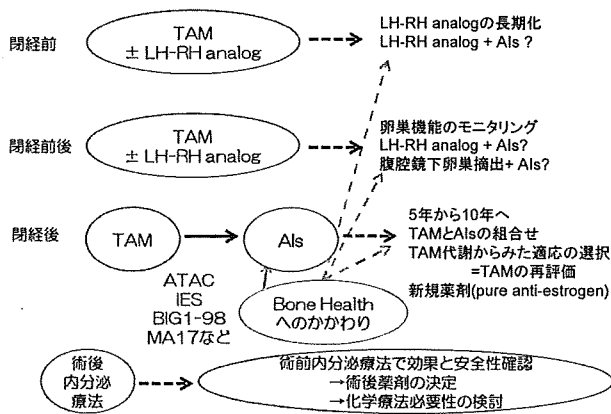 閉経前
TAM
± LH-RH analog
LH-RH analogの長期化
LH-RH analog + AIs ?
閉経前後
TAM
± LH-RH analog
卵巣機能のモニタリング
LH-RH analog + AIs?
腹腔鏡下卵巣摘出+ AIs?
閉経後
TAM
AIs
5年から10年へ
TAMとAIsの組合せ
TAM代謝からみた適応の選択
=TAMの再評価
新規薬剤(pure anti-estrogen)
ATAC
IES
BIG1-98
MA17など
Bone Health
へのかかわり
術後
内分泌
療法
術前内分泌療法で効果と安全性確認
→術後薬剤の決定
→化学療法必要性の検討